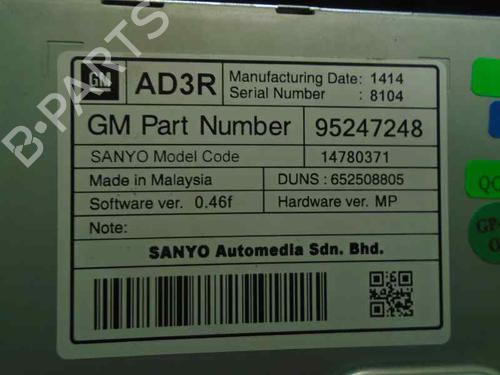 GM AD3R Manufacturing Date: 1414
Serial Number : 8104
GM Part Number 95247248
SANYO Model Code 14780371
Made in Malaysia DUNS : 652508805
Software ver. 0.46f Hardware ver. MP
Note:
SANYO Automedia Sdn. Bhd.
B-PARTS